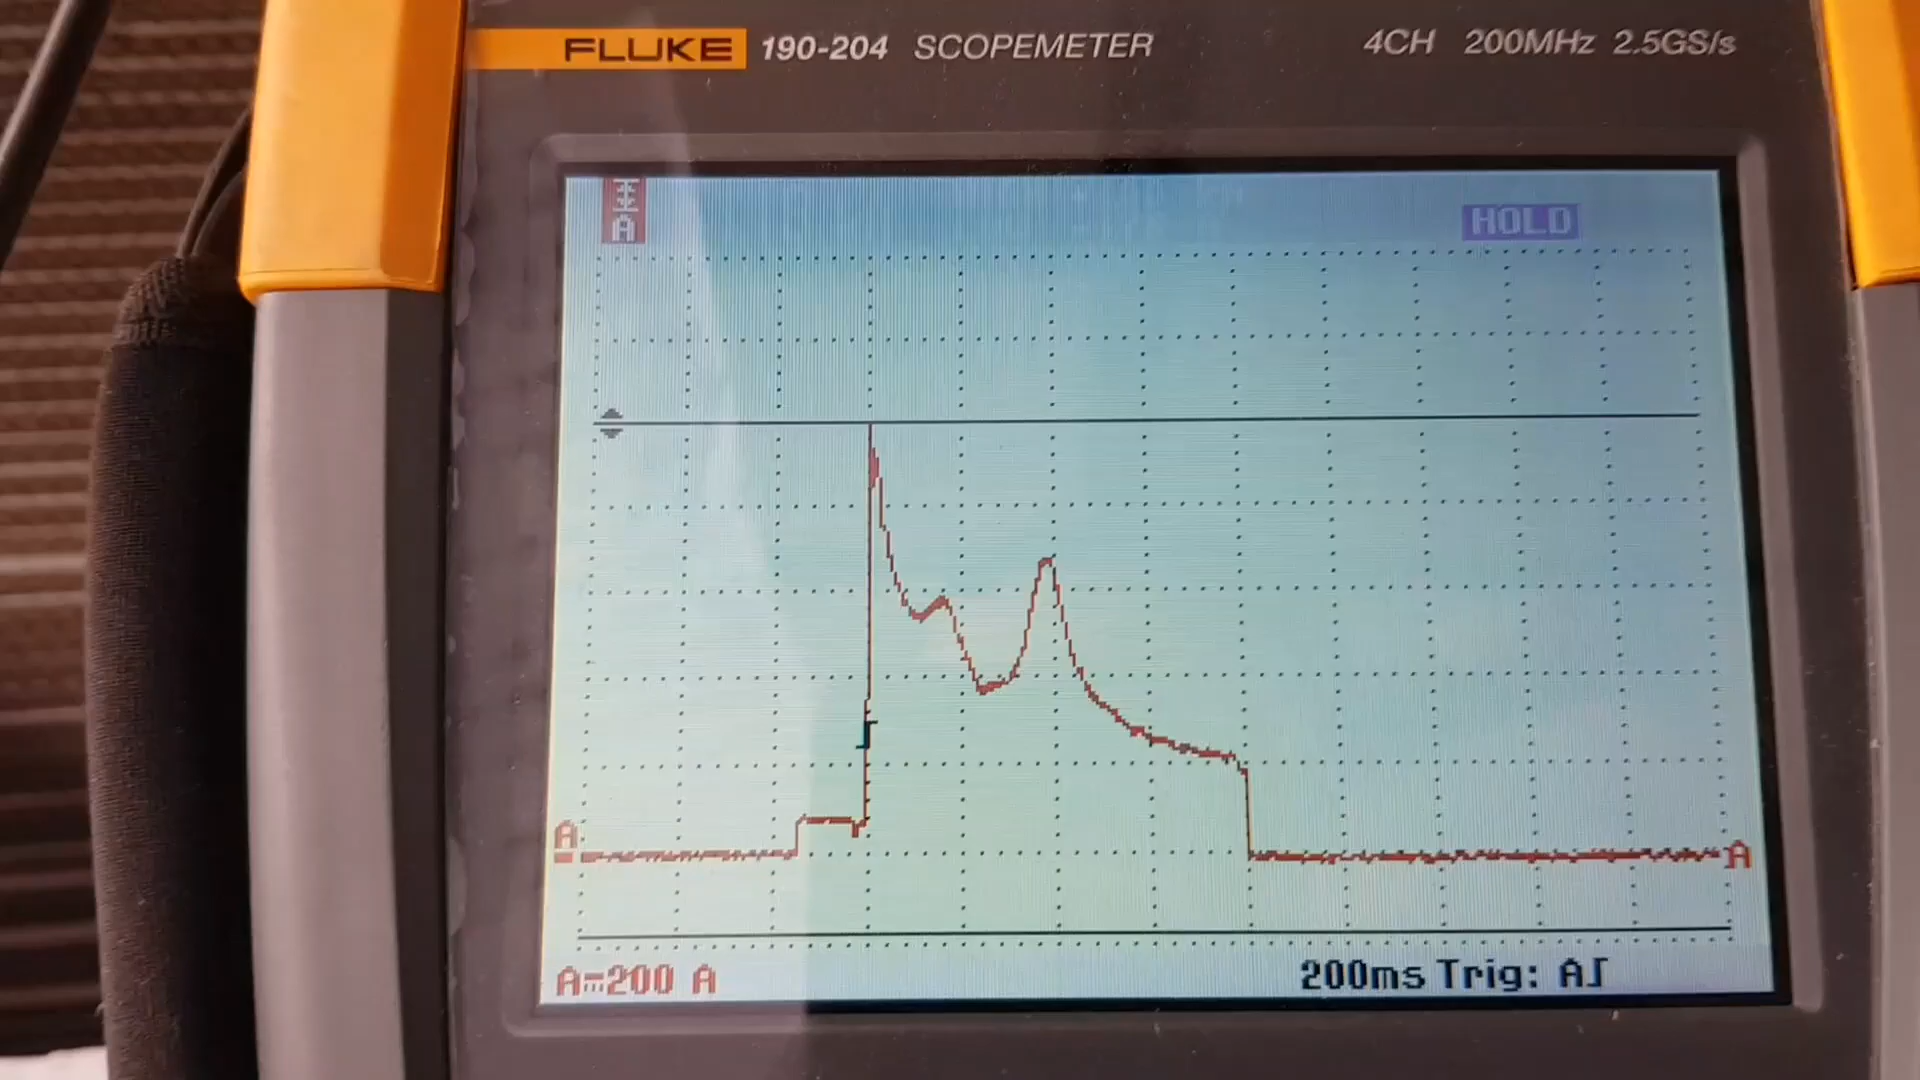 FLUKE 190-204 SCOPEMETER 4CH 200MHz 2.5GS/s
A
HOLD
A
A
A=200 A
200ms Trig: A